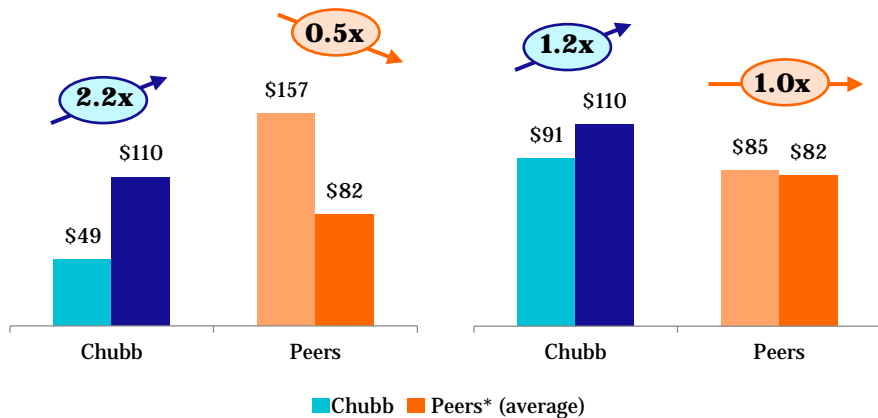 0.5x
1.2x
2.2x
1.0x
$157
$110
$110
$91
$85
$82
$82
$49
Chubb
Peers
Chubb
Peers
Chubb
Peers* (average)